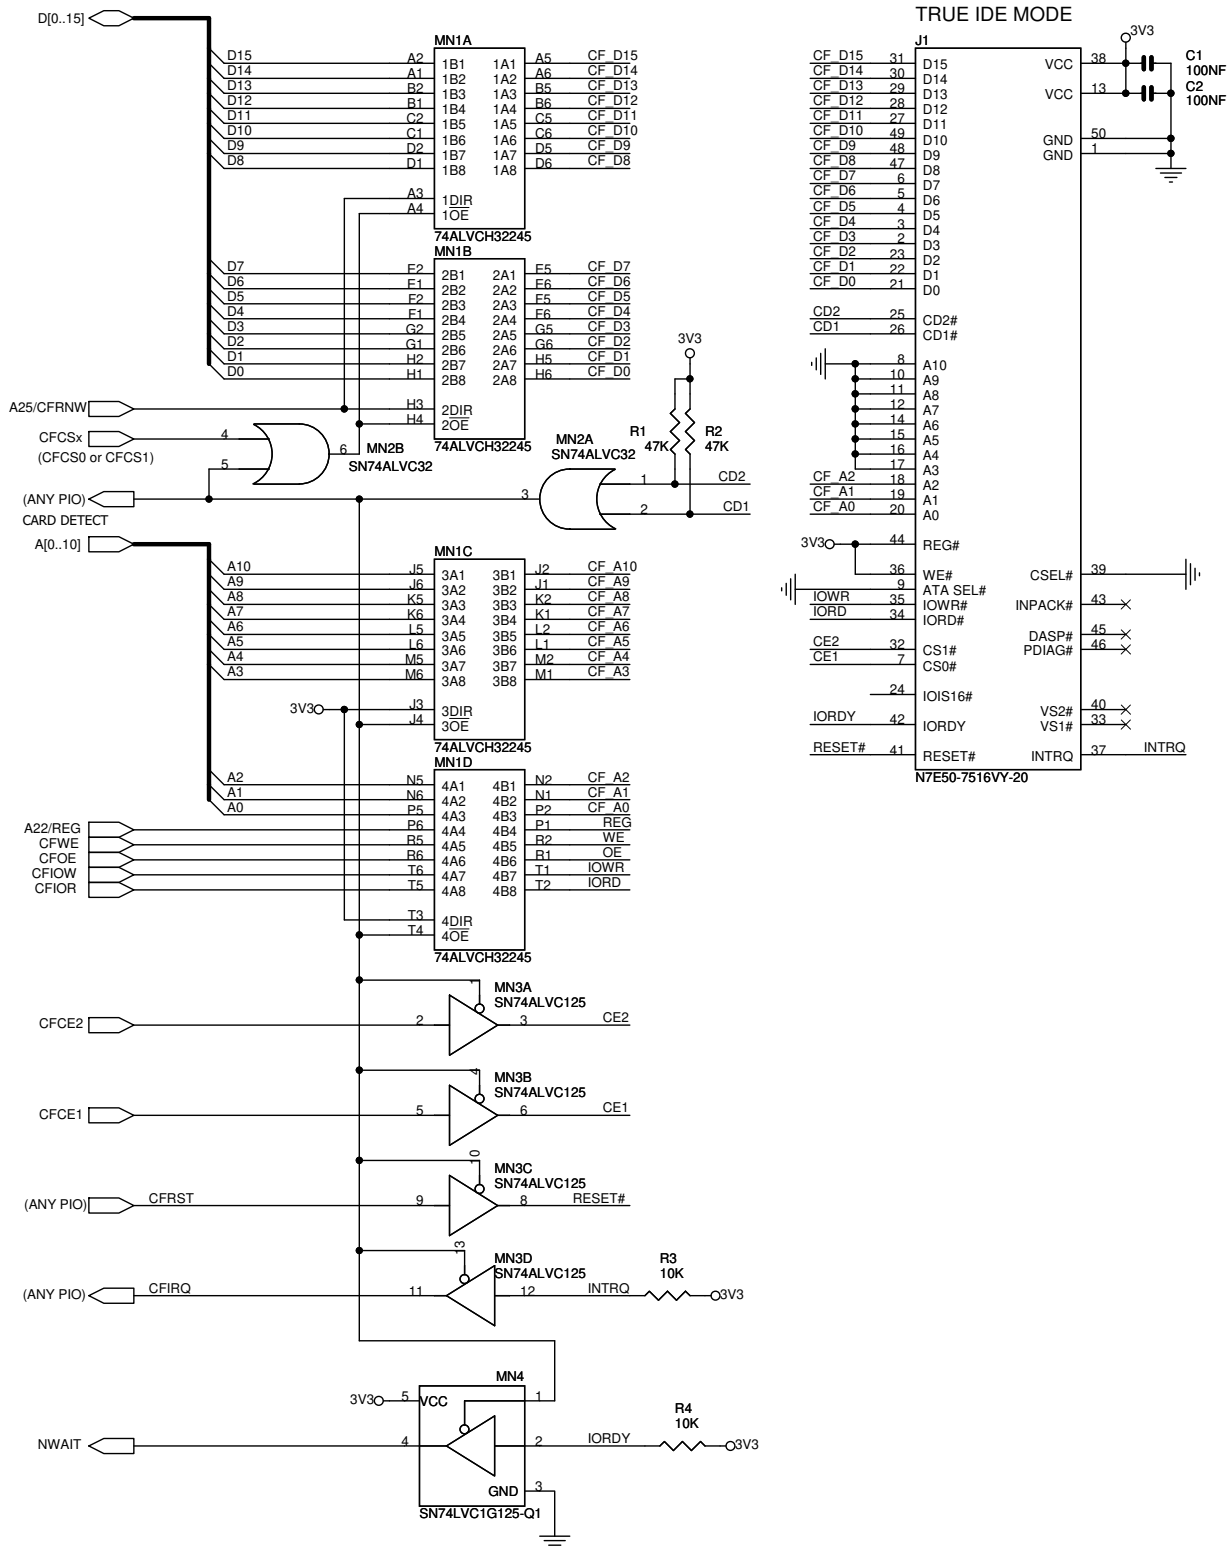 TRUE IDE MODE
D[0..15]
MN1A
D15 A2 1B1 1A1 A5 CF_D15
D14 A1 1B2 1A2 A6 CF_D14
D13 B2 1B3 1A3 B5 CF_D13
D12 B1 1B4 1A4 B6 CF_D12
D11 C2 1B5 1A5 C5 CF_D11
D10 C1 1B6 1A6 C6 CF_D10
D9 D2 1B7 1A7 D5 CF_D9
D8 D1 1B8 1A8 D6 CF_D8
A3 1DIR
A4 1OE
74ALVCH32245
MN1B
D7 E2 2B1 2A1 E5 CF_D7
D6 E1 2B2 2A2 E6 CF_D6
D5 F2 2B3 2A3 F5 CF_D5
D4 F1 2B4 2A4 F6 CF_D4
D3 G2 2B5 2A5 G5 CF_D3
D2 G1 2B6 2A6 G6 CF_D2
D1 H2 2B7 2A7 H5 CF_D1
D0 H1 2B8 2A8 H6 CF_D0
A25/CFRNW H3 2DIR
H4 2OE
74ALVCH32245
CFCSx 4
(CFCS0 or CFCS1)
5
6 MN2B
SN74ALVC32
3V3
R1 47K
R2 47K
MN2A
SN74ALVC32
1 CD2
2 CD1
3
(ANY PIO)
CARD DETECT
A[0..10]
MN1C
A10 J5 3A1 3B1 J2 CF_A10
A9 J6 3A2 3B2 J1 CF_A9
A8 K5 3A3 3B3 K2 CF_A8
A7 K6 3A4 3B4 K1 CF_A7
A6 L5 3A5 3B5 L2 CF_A6
A5 L6 3A6 3B6 L1 CF_A5
A4 M5 3A7 3B7 M2 CF_A4
A3 M6 3A8 3B8 M1 CF_A3
3V3 J3 3DIR
J4 3OE
74ALVCH32245
MN1D
A2 N5 4A1 4B1 N2 CF_A2
A1 N6 4A2 4B2 N1 CF_A1
A0 P5 4A3 4B3 P2 CF_A0
A22/REG P6 4A4 4B4 P1 REG
CFWE R5 4A5 4B5 R2 WE
CFOE R6 4A6 4B6 R1 OE
CFIOW T6 4A7 4B7 T1 IOWR
CFIOR T5 4A8 4B8 T2 IORD
T3 4DIR
T4 4OE
74ALVCH32245
1 MN3A
SN74ALVC125
CFCE2 2 3 CE2
4 MN3B
SN74ALVC125
CFCE1 5 6 CE1
10 MN3C
SN74ALVC125
(ANY PIO) CFRST 9 8 RESET#
13 MN3D
SN74ALVC125
(ANY PIO) CFIRQ 11 12 INTRQ R3 10K 3V3
MN4
3V3 5 VCC 1
NWAIT 4 2 IORDY R4 10K 3V3
GND 3
SN74LVC1G125-Q1
J1
CF_D15 31 D15
CF_D14 30 D14
CF_D13 29 D13
CF_D12 28 D12
CF_D11 27 D11
CF_D10 49 D10
CF_D9 48 D9
CF_D8 47 D8
CF_D7 6 D7
CF_D6 5 D6
CF_D5 4 D5
CF_D4 3 D4
CF_D3 2 D3
CF_D2 23 D2
CF_D1 22 D1
CF_D0 21 D0
CD2 25 CD2#
CD1 26 CD1#
8 A10
10 A9
11 A8
12 A7
14 A6
15 A5
16 A4
17 A3
CF_A2 18 A2
CF_A1 19 A1
CF_A0 20 A0
3V3 44 REG#
36 WE#
9 ATA SEL#
IOWR 35 IOWR#
IORD 34 IORD#
CE2 32 CS1#
CE1 7 CS0#
24 IOIS16#
IORDY 42 IORDY
RESET# 41 RESET#
3V3
VCC 38 C1 100NF
VCC 13 C2 100NF
GND 50
GND 1
CSEL# 39
INPACK# 43
DASP# 45
PDIAG# 46
VS2# 40
VS1# 33
INTRQ 37 INTRQ
N7E50-7516VY-20